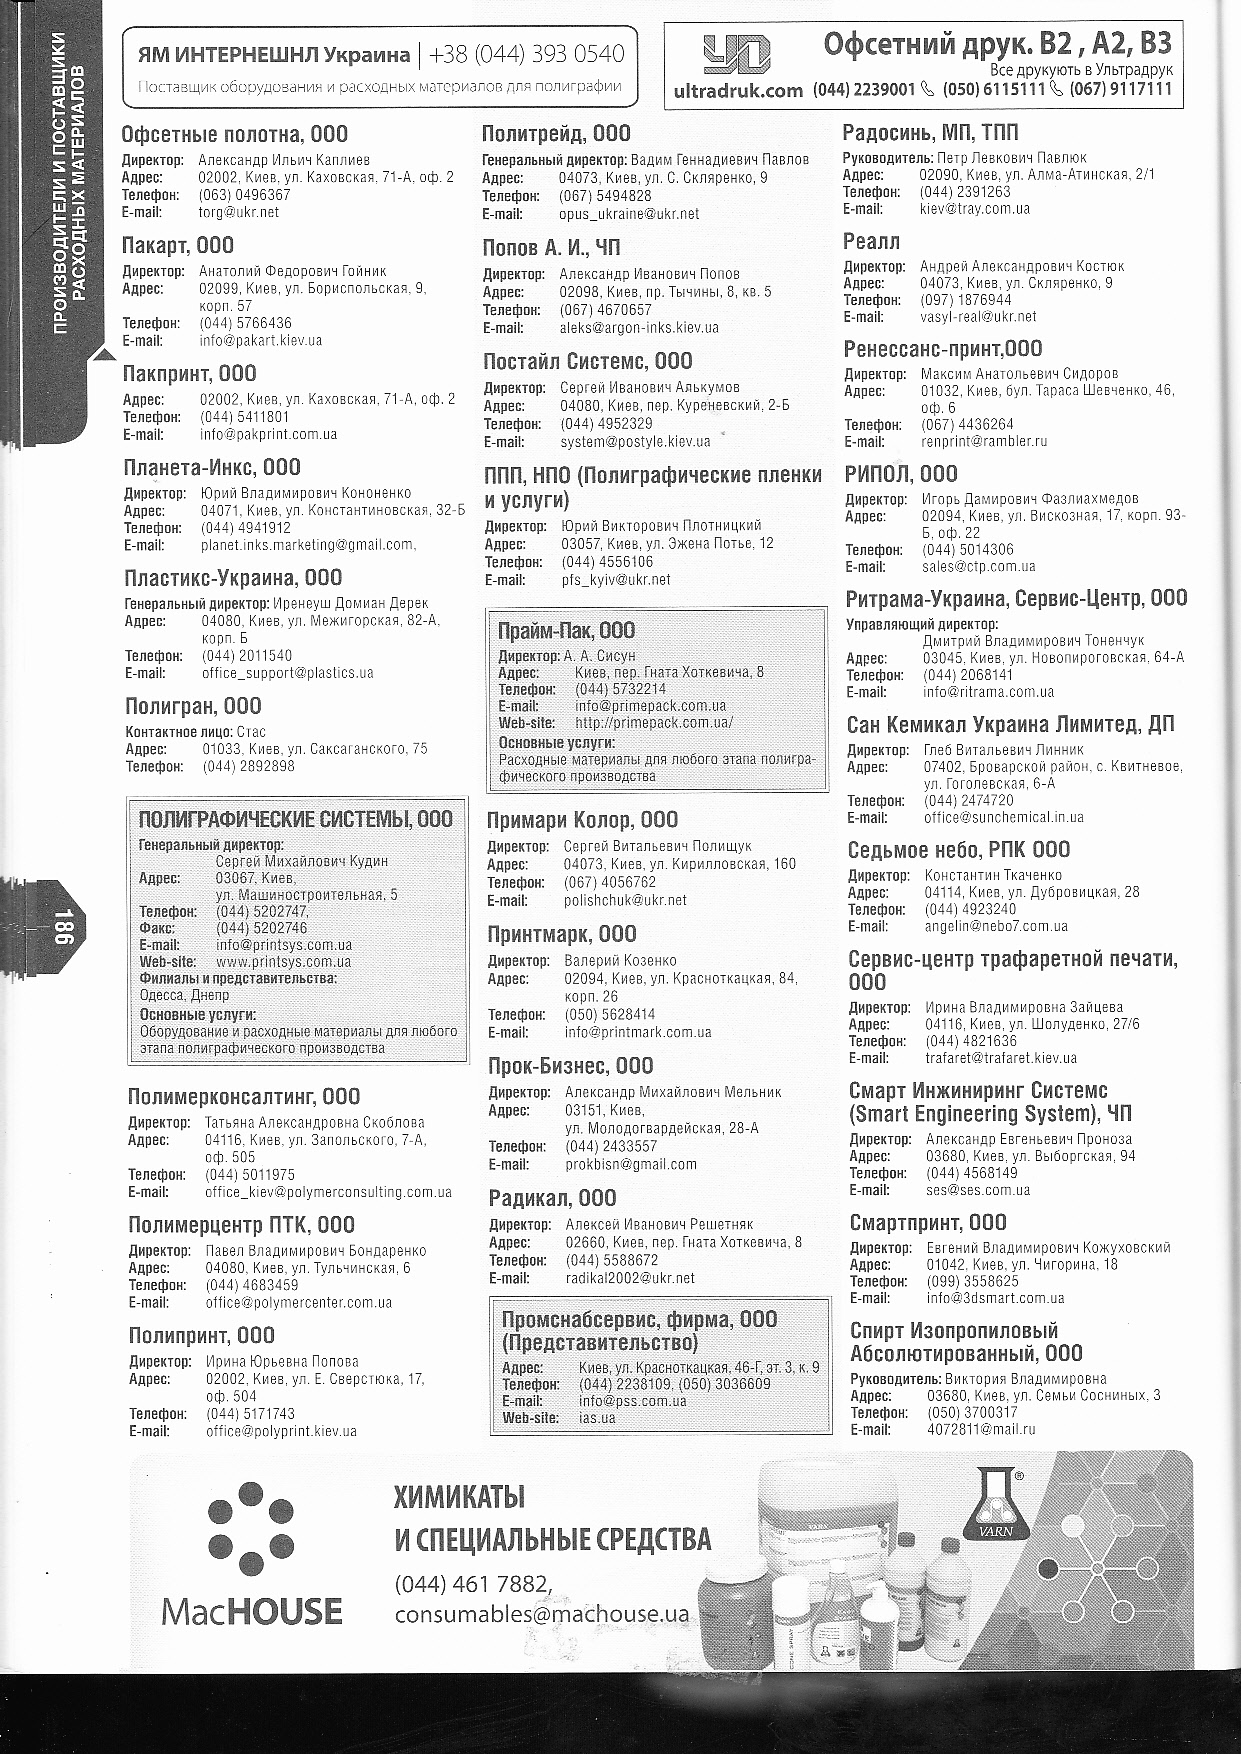 ПРОИЗВОДИТЕЛИ И ПОСТАВЩИКИ
РАСХОДНЫХ МАТЕРИАЛОВ
ЯМ ИНТЕРНЕШНЛ Украина | +38 (044) 393 0540
Поставщик оборудования и расходных материалов для полиграфии
УП
Офсетний друк. В2 , А2, В3
Все друкують в Ультрадрук
ultradruk.com (044) 2239001 (050) 6115111 (067) 9117111
Офсетные полотна, ООО
Директор: Александр Ильич Каплиев
Адрес: 02002, Киев, ул. Каховская, 71-А, оф. 2
Телефон: (063) 0496367
E-mail: torg@ukr.net
Пакарт, ООО
Директор: Анатолий Федорович Гойник
Адрес: 02099, Киев, ул. Бориспольская, 9,
корп. 57
Телефон: (044) 5766436
E-mail: info@pakart.kiev.ua
Пакпринт, ООО
Адрес: 02002, Киев, ул. Каховская, 71-А, оф. 2
Телефон: (044) 5411801
E-mail: info@pakprint.com.ua
Планета-Инкс, ООО
Директор: Юрий Владимирович Кононенко
Адрес: 04071, Киев, ул. Константиновская, 32-Б
Телефон: (044) 4941912
E-mail: planet.inks.marketing@gmail.com,
Пластикс-Украина, ООО
Генеральный директор: Иренеуш Домиан Дерек
Адрес: 04080, Киев, ул. Межигорская, 82-А,
корп. Б
Телефон: (044) 2011540
E-mail: office_support@plastics.ua
Полигран, ООО
Контактное лицо: Стас
Адрес: 01033, Киев, ул. Саксаганского, 75
Телефон: (044) 2892898
ПОЛИГРАФИЧЕСКИЕ СИСТЕМЫ, ООО
Генеральный директор:
Сергей Михайлович Кудин
Адрес: 03067, Киев,
ул. Машиностроительная, 5
Телефон: (044) 5202747,
Факс: (044) 5202746
E-mail: info@printsys.com.ua
Web-site: www.printsys.com.ua
Филиалы и представительства:
Одесса, Днепр
Основные услуги:
Оборудование и расходные материалы для любого
этапа полиграфического производства
Полимерконсалтинг, ООО
Директор: Татьяна Александровна Скоблова
Адрес: 04116, Киев, ул. Запольского, 7-А,
оф. 505
Телефон: (044) 5011975
E-mail: office_kiev@polymerconsulting.com.ua
Полимерцентр ПТК, ООО
Директор: Павел Владимирович Бондаренко
Адрес: 04080, Киев, ул. Тульчинская, 6
Телефон: (044) 4683459
E-mail: office@polymercenter.com.ua
Полипринт, ООО
Директор: Ирина Юрьевна Попова
Адрес: 02002, Киев, ул. Е. Сверстюка, 17,
оф. 504
Телефон: (044) 5171743
E-mail: office@polyprint.kiev.ua
Политрейд, ООО
Генеральный директор: Вадим Геннадиевич Павлов
Адрес: 04073, Киев, ул. С. Скляренко, 9
Телефон: (067) 5494828
E-mail: opus_ukraine@ukr.net
Попов А. И., ЧП
Директор: Александр Иванович Попов
Адрес: 02098, Киев, пр. Тычины, 8, кв. 5
Телефон: (067) 4670657
E-mail: aleks@argon-inks.kiev.ua
Постайл Системс, ООО
Директор: Сергей Иванович Алькумов
Адрес: 04080, Киев, пер. Куреневский, 2-Б
Телефон: (044) 4952329
E-mail: system@postyle.kiev.ua
ППП, НПО (Полиграфические пленки
и услуги)
Директор: Юрий Викторович Плотницкий
Адрес: 03057, Киев, ул. Эжена Потье, 12
Телефон: (044) 4556106
E-mail: pfs_kyiv@ukr.net
Прайм-Пак, ООО
Директор: А. А. Сисун
Адрес: Киев, пер. Гната Хоткевича, 8
Телефон: (044) 5732214
E-mail: info@primepack.com.ua
Web-site: http://primepack.com.ua/
Основные услуги:
Расходные материалы для любого этапа полигра-
фического производства
Примари Колор, ООО
Директор: Сергей Витальевич Полищук
Адрес: 04073, Киев, ул. Кирилловская, 160
Телефон: (067) 4056762
E-mail: polishchuk@ukr.net
Принтмарк, ООО
Директор: Валерий Козенко
Адрес: 02094, Киев, ул. Красноткацкая, 84,
корп. 26
Телефон: (050) 5628414
E-mail: info@printmark.com.ua
Прок-Бизнес, ООО
Директор: Александр Михайлович Мельник
Адрес: 03151, Киев,
ул. Молодогвардейская, 28-А
Телефон: (044) 2433557
E-mail: prokbisn@gmail.com
Радикал, ООО
Директор: Алексей Иванович Решетняк
Адрес: 02660, Киев, пер. Гната Хоткевича, 8
Телефон: (044) 5588672
E-mail: radikal2002@ukr.net
Промснабсервис, фирма, ООО
(Представительство)
Адрес: Киев, ул. Красноткацкая, 46-Г, эт. 3, к. 9
Телефон: (044) 2238109, (050) 3036609
E-mail: info@pss.com.ua
Web-site: ias.ua
Радосинь, МП, ТПП
Руководитель: Петр Левкович Павлюк
Адрес: 02090, Киев, ул. Алма-Атинская, 2/1
Телефон: (044) 2391263
E-mail: kiev@tray.com.ua
Реалл
Директор: Андрей Александрович Костюк
Адрес: 04073, Киев, ул. Скляренко, 9
Телефон: (097) 1876944
E-mail: vasyl-real@ukr.net
Ренессанс-принт,ООО
Директор: Максим Анатольевич Сидоров
Адрес: 01032, Киев, бул. Тараса Шевченко, 46,
оф. 6
Телефон: (067) 4436264
E-mail: renprint@rambler.ru
РИПОЛ, ООО
Директор: Игорь Дамирович Фазлиахмедов
Адрес: 02094, Киев, ул. Вискозная, 17, корп. 93-
Б, оф. 22
Телефон: (044) 5014306
E-mail: sales@ctp.com.ua
Ритрама-Украина, Сервис-Центр, ООО
Управляющий директор:
Дмитрий Владимирович Тоненчук
Адрес: 03045, Киев, ул. Новопироговская, 64-А
Телефон: (044) 2068141
E-mail: info@ritrama.com.ua
Сан Кемикал Украина Лимитед, ДП
Директор: Глеб Витальевич Линник
Адрес: 07402, Броварской район, с. Квитневое,
ул. Гоголевская, 6-А
Телефон: (044) 2474720
E-mail: office@sunchemical.in.ua
Седьмое небо, РПК ООО
Директор: Константин Ткаченко
Адрес: 04114, Киев, ул. Дубровицкая, 28
Телефон: (044) 4923240
E-mail: angelin@nebo7.com.ua
Сервис-центр трафаретной печати,
ООО
Директор: Ирина Владимировна Зайцева
Адрес: 04116, Киев, ул. Шолуденко, 27/6
Телефон: (044) 4821636
E-mail: trafaret@trafaret.kiev.ua
Смарт Инжиниринг Системс
(Smart Engineering System), ЧП
Директор: Александр Евгеньевич Проноза
Адрес: 03680, Киев, ул. Выборгская, 94
Телефон: (044) 4568149
E-mail: ses@ses.com.ua
Смартпринт, ООО
Директор: Евгений Владимирович Кожуховский
Адрес: 01042, Киев, ул. Чигорина, 18
Телефон: (099) 3558625
E-mail: info@3dsmart.com.ua
Спирт Изопропиловый
Абсолютированный, ООО
Руководитель: Виктория Владимировна
Адрес: 03680, Киев, ул. Семьи Сосниных, 3
Телефон: (050) 3700317
E-mail: 4072811@mail.ru
186
MacHOUSE
ХИМИКАТЫ
И СПЕЦИАЛЬНЫЕ СРЕДСТВА
(044) 461 7882,
consumables@machouse.ua
VARN®